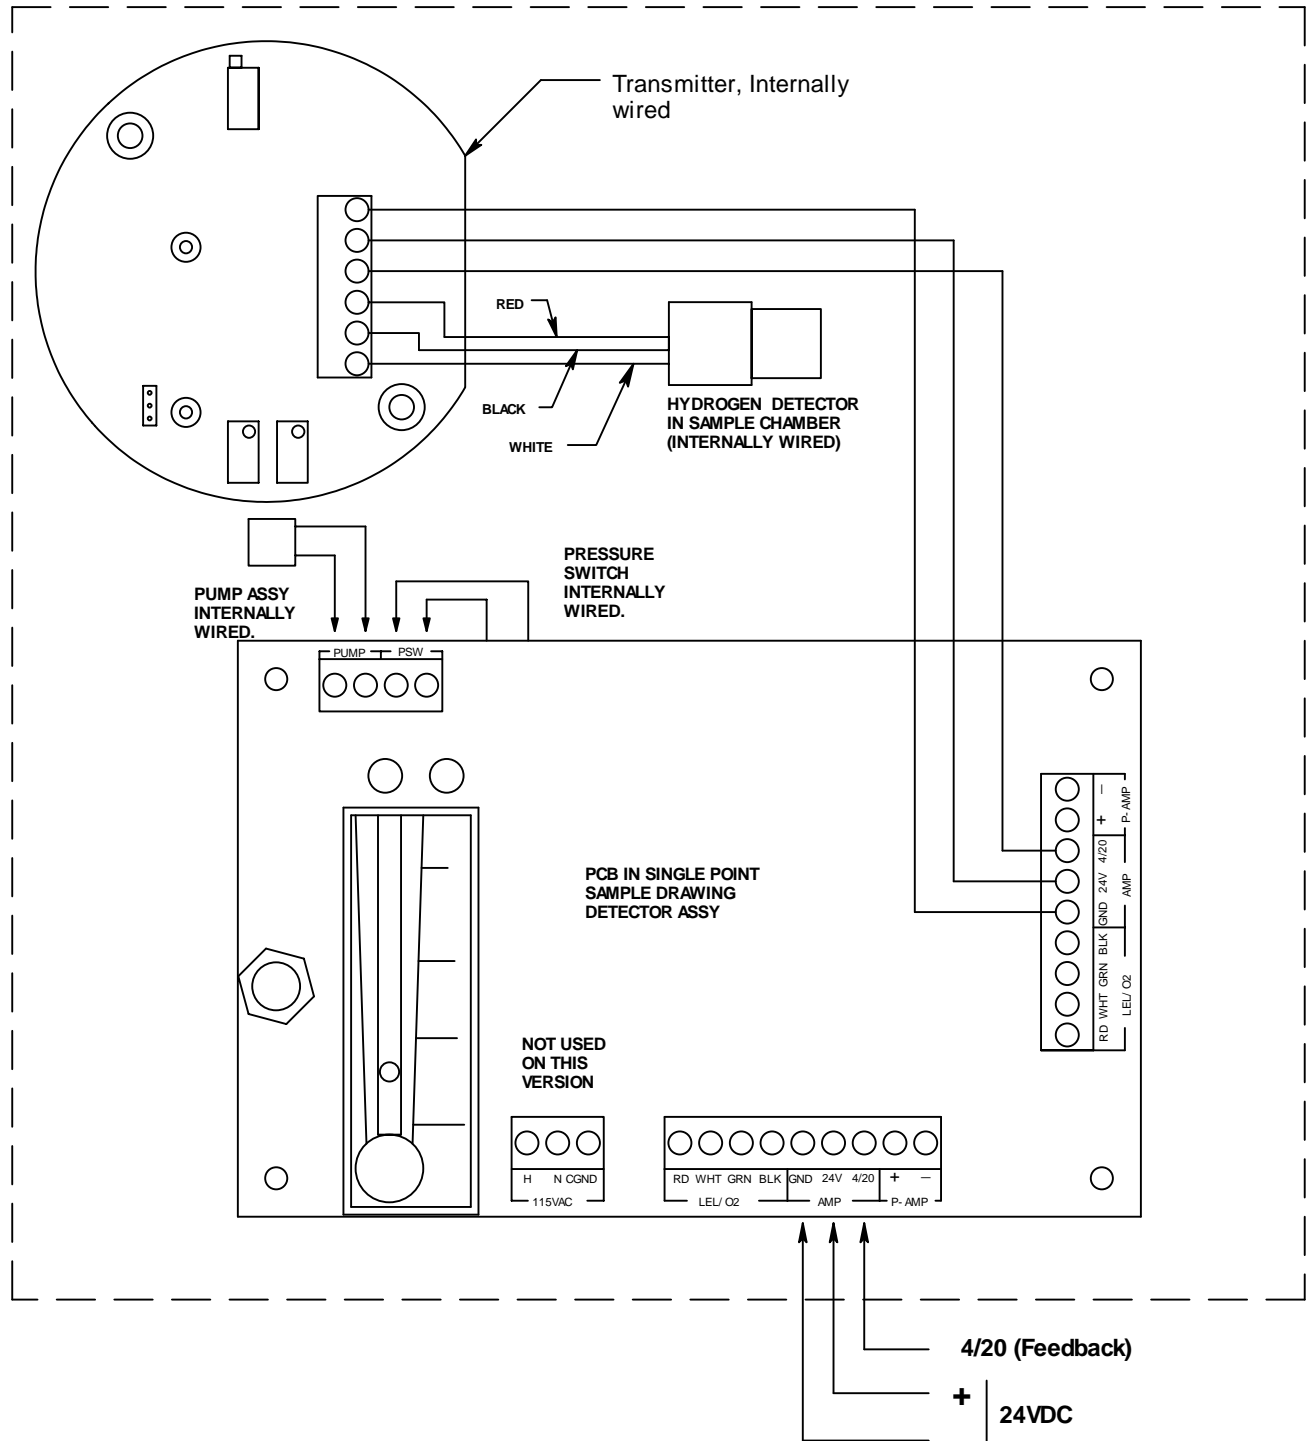 Transmitter, Internally
wired
RED
BLACK
WHITE
HYDROGEN DETECTOR
IN SAMPLE CHAMBER
(INTERNALLY WIRED)
PUMP ASSY
INTERNALLY
WIRED.
PRESSURE
SWITCH
INTERNALLY
WIRED.
PUMP PSW
PCB IN SINGLE POINT
SAMPLE DRAWING
DETECTOR ASSY
− + 4/20 24V GND BLK GRN WHT RD
P- AMP AMP LEL/ O2
NOT USED
ON THIS
VERSION
H N CGND
115VAC
RD WHT GRN BLK GND 24V 4/20 + −
LEL/ O2 AMP P- AMP
4/20 (Feedback)
+
24VDC